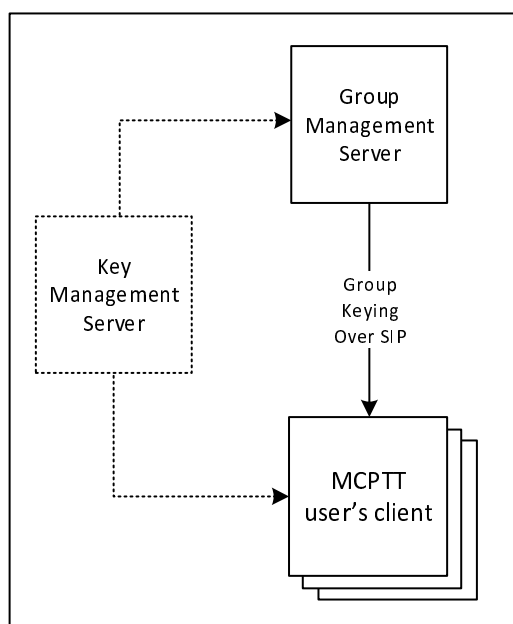 Group
Management
Server
Key
Management
Server
Group
Keying
Over SIP
MCPTT
user's client